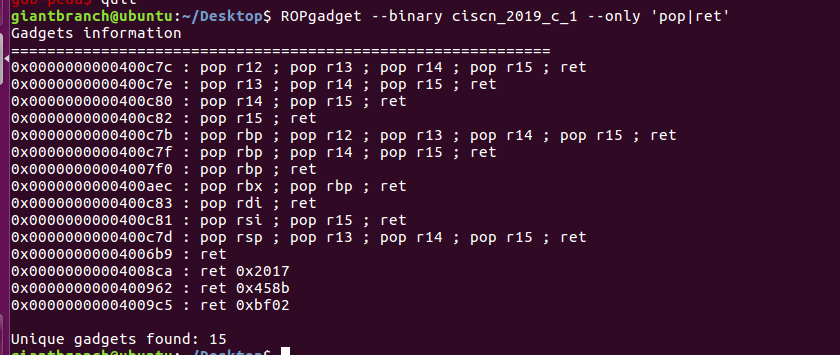 gdb-peda$ quit
giantbranch@ubuntu:~/Desktop$ ROPgadget --binary ciscn_2019_c_1 --only 'pop|ret'
Gadgets information
============================================================
0x0000000000400c7c : pop r12 ; pop r13 ; pop r14 ; pop r15 ; ret
0x0000000000400c7e : pop r13 ; pop r14 ; pop r15 ; ret
0x0000000000400c80 : pop r14 ; pop r15 ; ret
0x0000000000400c82 : pop r15 ; ret
0x0000000000400c7b : pop rbp ; pop r12 ; pop r13 ; pop r14 ; pop r15 ; ret
0x0000000000400c7f : pop rbp ; pop r14 ; pop r15 ; ret
0x00000000004007f0 : pop rbp ; ret
0x0000000000400aec : pop rbx ; pop rbp ; ret
0x0000000000400c83 : pop rdi ; ret
0x0000000000400c81 : pop rsi ; pop r15 ; ret
0x0000000000400c7d : pop rsp ; pop r13 ; pop r14 ; pop r15 ; ret
0x00000000004006b9 : ret
0x00000000004008ca : ret 0x2017
0x0000000000400962 : ret 0x458b
0x00000000004009c5 : ret 0xbf02

Unique gadgets found: 15
giantbranch@ubuntu:~/Desktop$